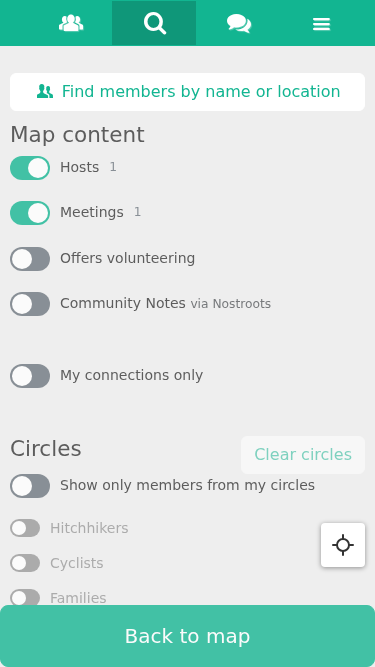 Find members by name or location
Map content
Hosts 1
Meetings 1
Offers volunteering
Community Notes via Nostroots
My connections only
Circles
Clear circles
Show only members from my circles
Hitchhikers
Cyclists
Families
Back to map